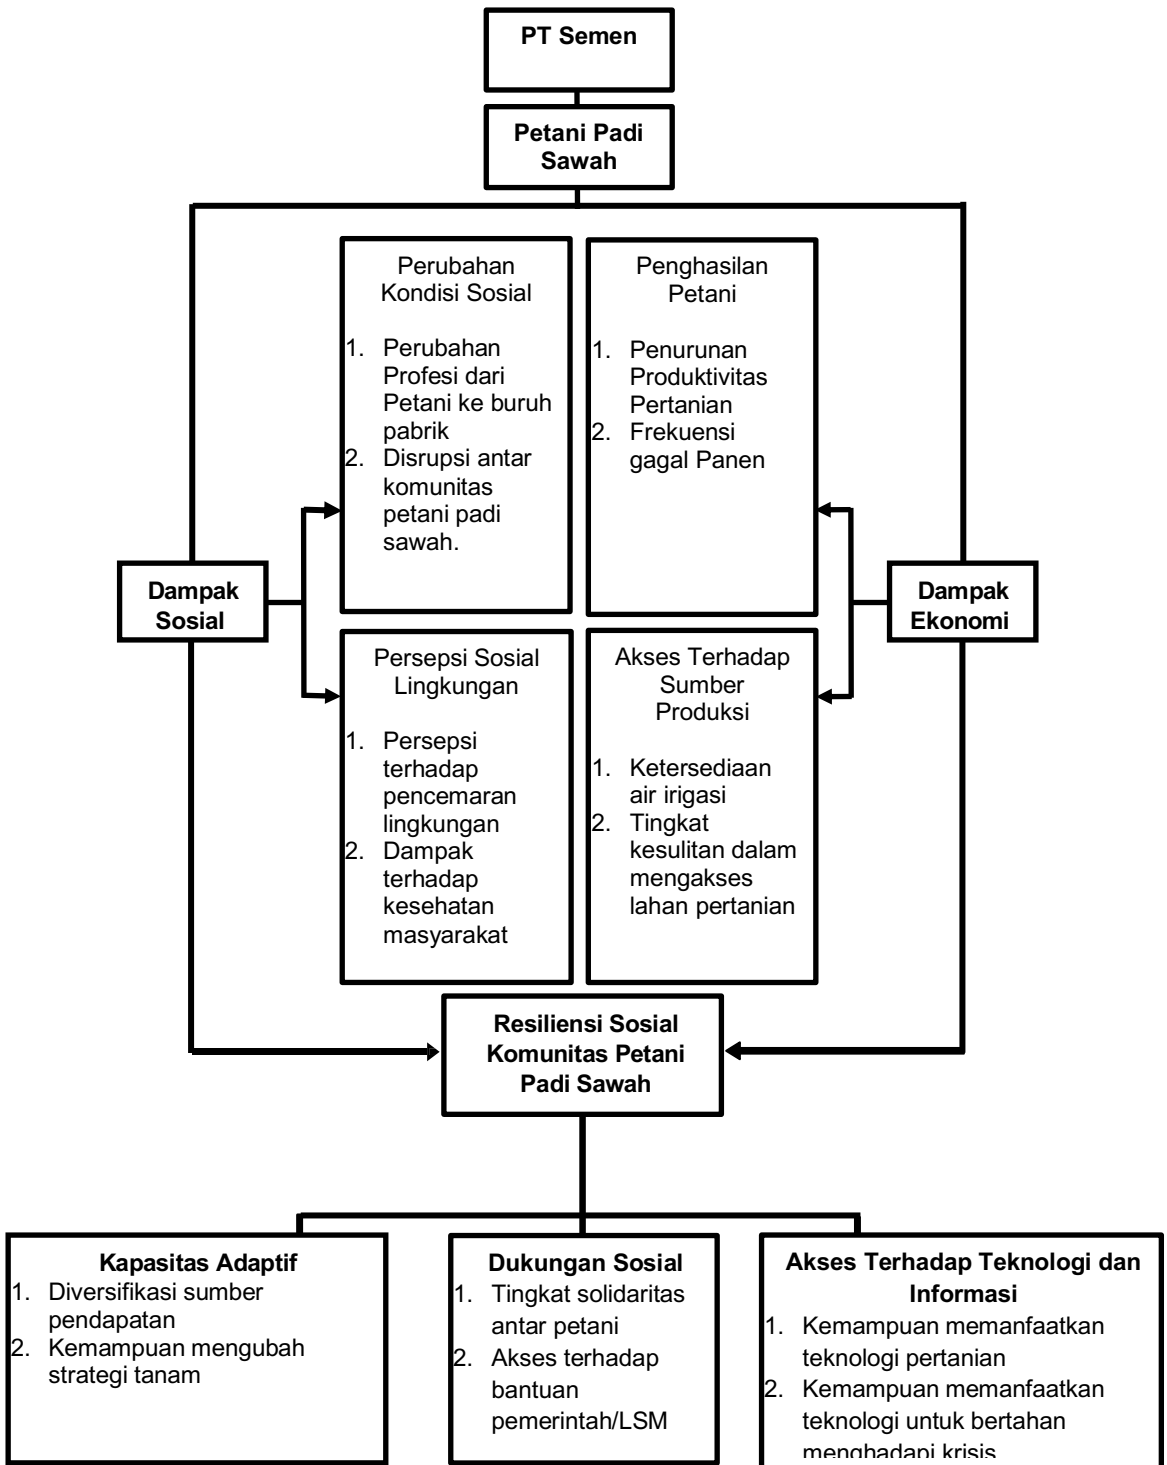 PT Semen
Petani Padi
Sawah
Perubahan
Kondisi Sosial
1. Perubahan
Profesi dari
Petani ke buruh
pabrik
2. Disrupsi antar
komunitas
petani padi
sawah.
Penghasilan
Petani
1. Penurunan
Produktivitas
Pertanian
2. Frekuensi
gagal Panen
Dampak
Sosial
Dampak
Ekonomi
Persepsi Sosial
Lingkungan
1. Persepsi
terhadap
pencemaran
lingkungan
2. Dampak
terhadap
kesehatan
masyarakat
Akses Terhadap
Sumber
Produksi
1. Ketersediaan
air irigasi
2. Tingkat
kesulitan dalam
mengakses
lahan pertanian
Resiliensi Sosial
Komunitas Petani
Padi Sawah
Kapasitas Adaptif
1. Diversifikasi sumber
pendapatan
2. Kemampuan mengubah
strategi tanam
Dukungan Sosial
1. Tingkat solidaritas
antar petani
2. Akses terhadap
bantuan
pemerintah/LSM
Akses Terhadap Teknologi dan
Informasi
1. Kemampuan memanfaatkan
teknologi pertanian
2. Kemampuan memanfaatkan
teknologi untuk bertahan
menghadapi krisis